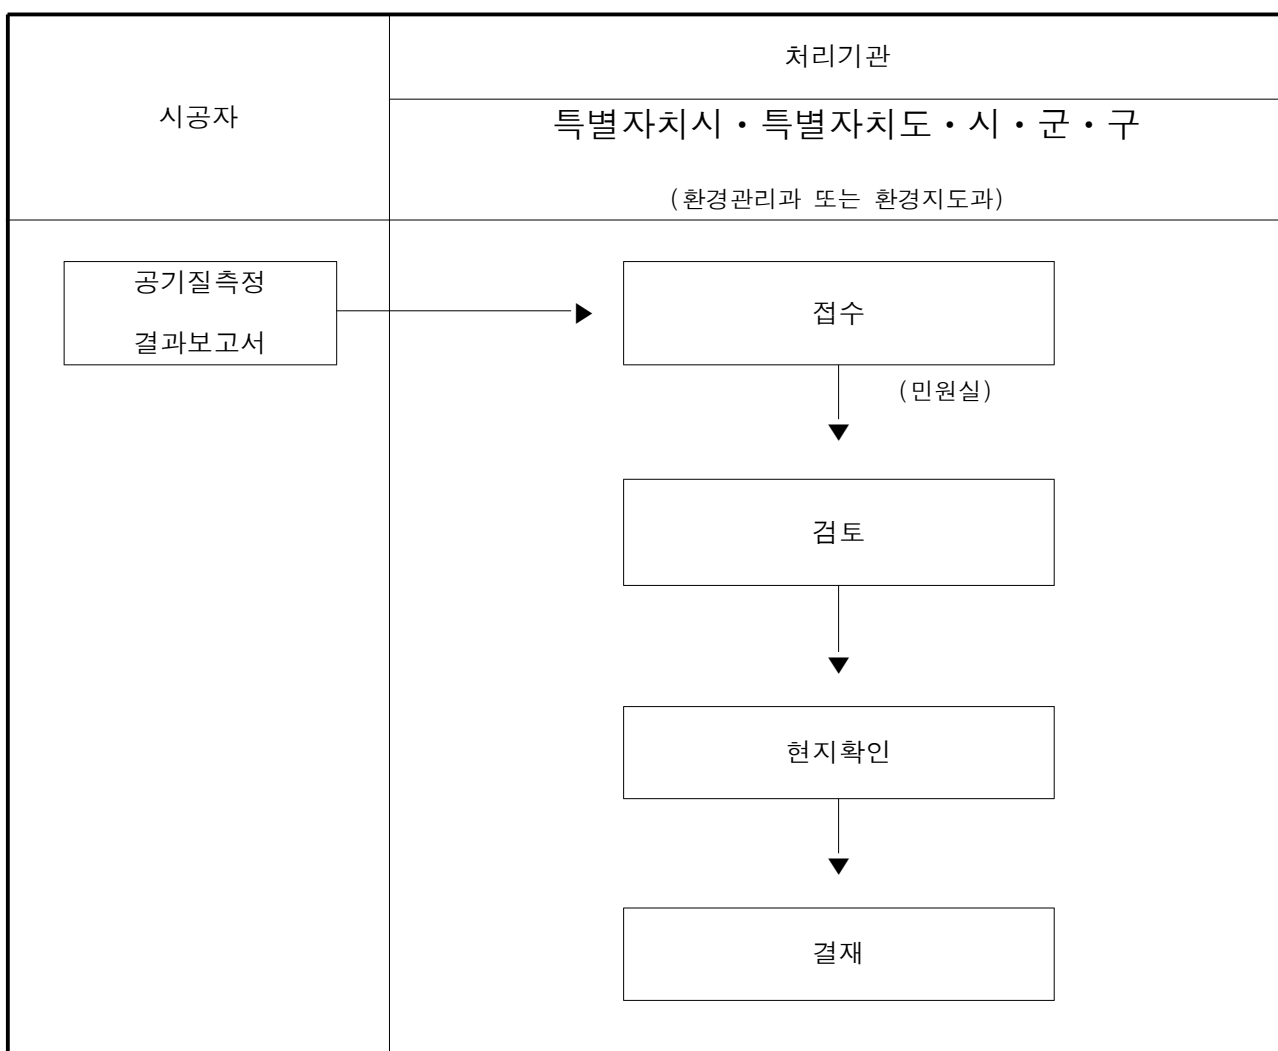 시공자
처리기관
특별자치시・특별자치도・시・군・구
(환경관리과 또는 환경지도과)
공기질측정
결과보고서
접수
(민원실)
검토
현지확인
결재